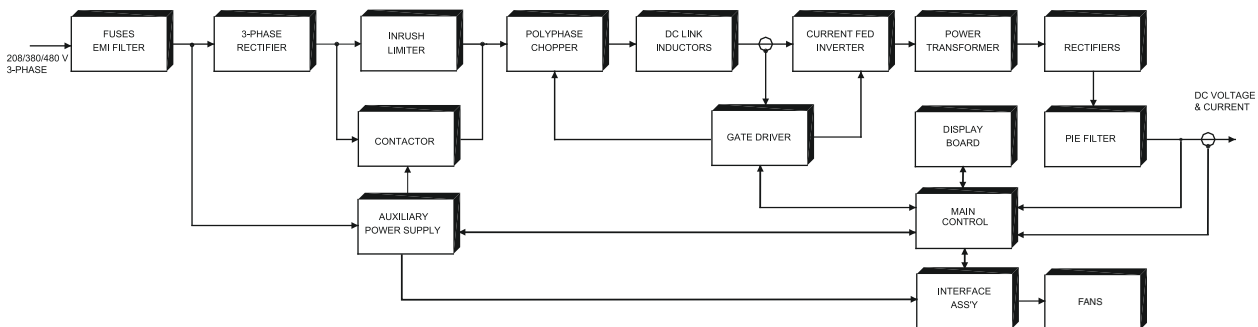 FUSES
EMI FILTER
3-PHASE
RECTIFIER
INRUSH
LIMITER
POLYPHASE
CHOPPER
DC LINK
INDUCTORS
CURRENT FED
INVERTER
POWER
TRANSFORMER
RECTIFIERS
208/380/480 V
3-PHASE
DC VOLTAGE
& CURRENT
CONTACTOR
GATE DRIVER
DISPLAY
BOARD
PIE FILTER
AUXILIARY
POWER SUPPLY
MAIN
CONTROL
INTERFACE
ASS'Y
FANS